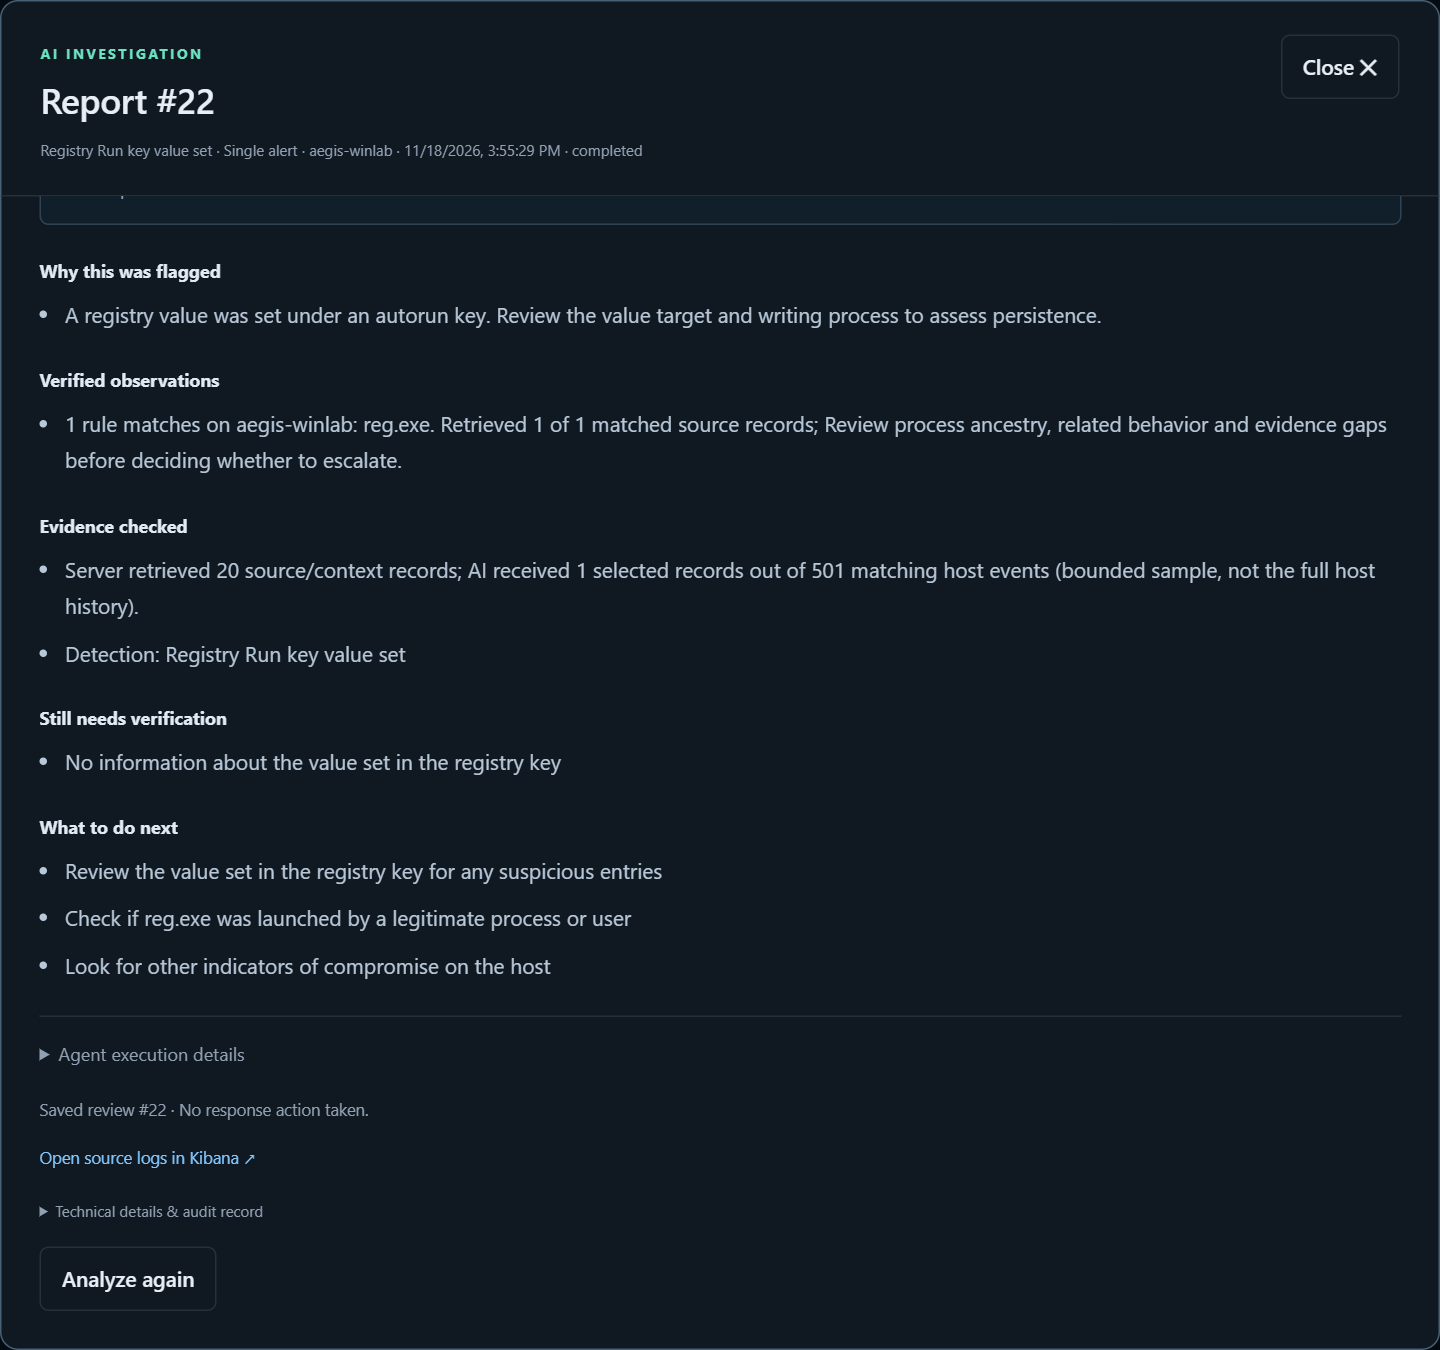 AI INVESTIGATION
Close ✕
Report #22
Registry Run key value set · Single alert · aegis-winlab · 11/18/2026, 3:55:29 PM · completed
Why this was flagged
• A registry value was set under an autorun key. Review the value target and writing process to assess persistence.
Verified observations
• 1 rule matches on aegis-winlab: reg.exe. Retrieved 1 of 1 matched source records; Review process ancestry, related behavior and evidence gaps
before deciding whether to escalate.
Evidence checked
• Server retrieved 20 source/context records; AI received 1 selected records out of 501 matching host events (bounded sample, not the full host
history).
• Detection: Registry Run key value set
Still needs verification
• No information about the value set in the registry key
What to do next
• Review the value set in the registry key for any suspicious entries
• Check if reg.exe was launched by a legitimate process or user
• Look for other indicators of compromise on the host
▶ Agent execution details
Saved review #22 · No response action taken.
Open source logs in Kibana ↗
▶ Technical details & audit record
Analyze again